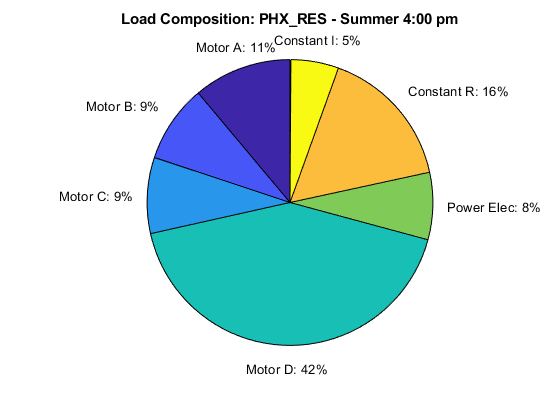 Load Composition: PHX_RES - Summer 4:00 pm
Constant I: 5%
Motor A: 11%
Constant R: 16%
Motor B: 9%
Motor C: 9%
Power Elec: 8%
Motor D: 42%